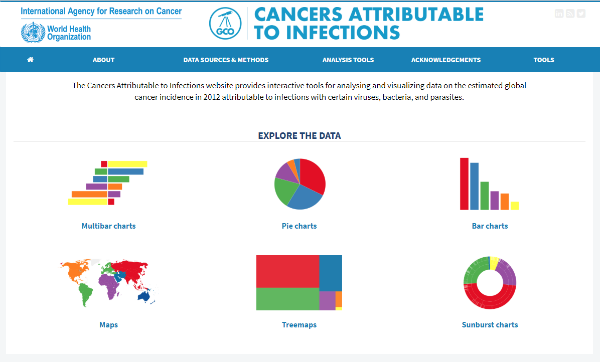 International Agency for Research on Cancer
World Health
Organization
GCO
CANCERS ATTRIBUTABLE
TO INFECTIONS
ABOUT
DATA SOURCES & METHODS
ANALYSIS TOOLS
ACKNOWLEDGEMENTS
TOOLS
The Cancers Attributable to Infections website provides interactive tools for analysing and visualizing data on the estimated global
cancer incidence in 2012 attributable to infections with certain viruses, bacteria, and parasites.
EXPLORE THE DATA
Multibar charts
Pie charts
Bar charts
Maps
Treemaps
Sunburst charts